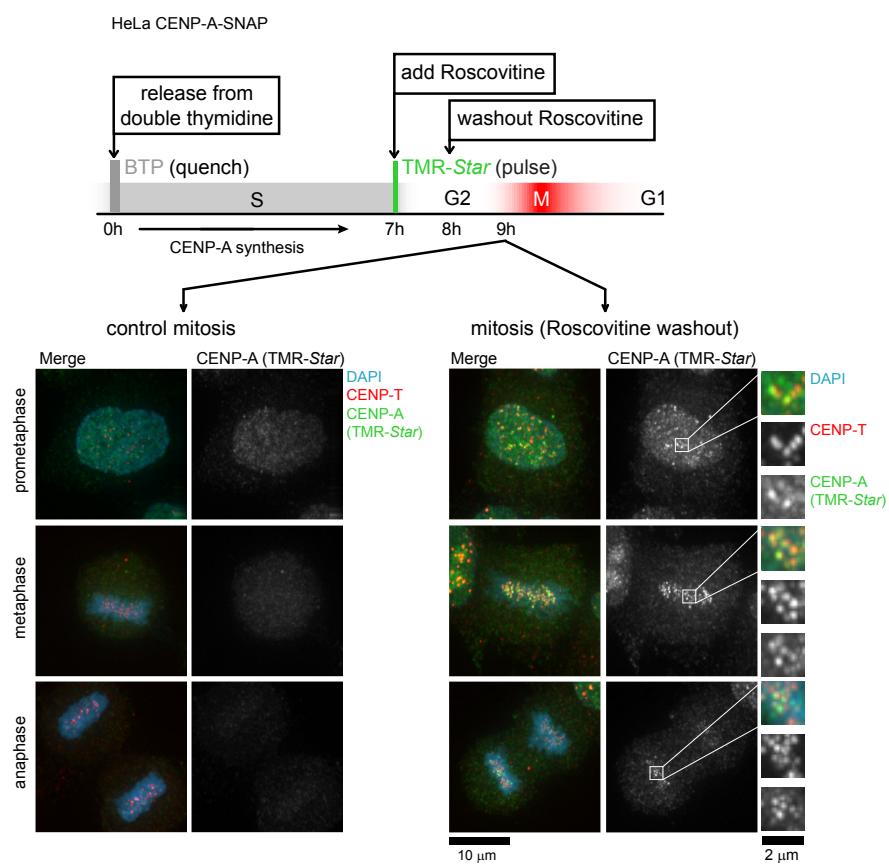 HeLa CENP-A-SNAP
release from
double thymidine
add Roscovitine
washout Roscovitine
BTP (quench)
TMR-Star (pulse)
S
G2
M
G1
0h
CENP-A synthesis
7h
8h
9h
control mitosis
mitosis (Roscovitine washout)
Merge
CENP-A (TMR-Star)
Merge
CENP-A (TMR-Star)
DAPI
CENP-T
CENP-A
(TMR-Star)
DAPI
CENP-T
CENP-A
(TMR-Star)
prometaphase
metaphase
anaphase
10 μm
2 μm